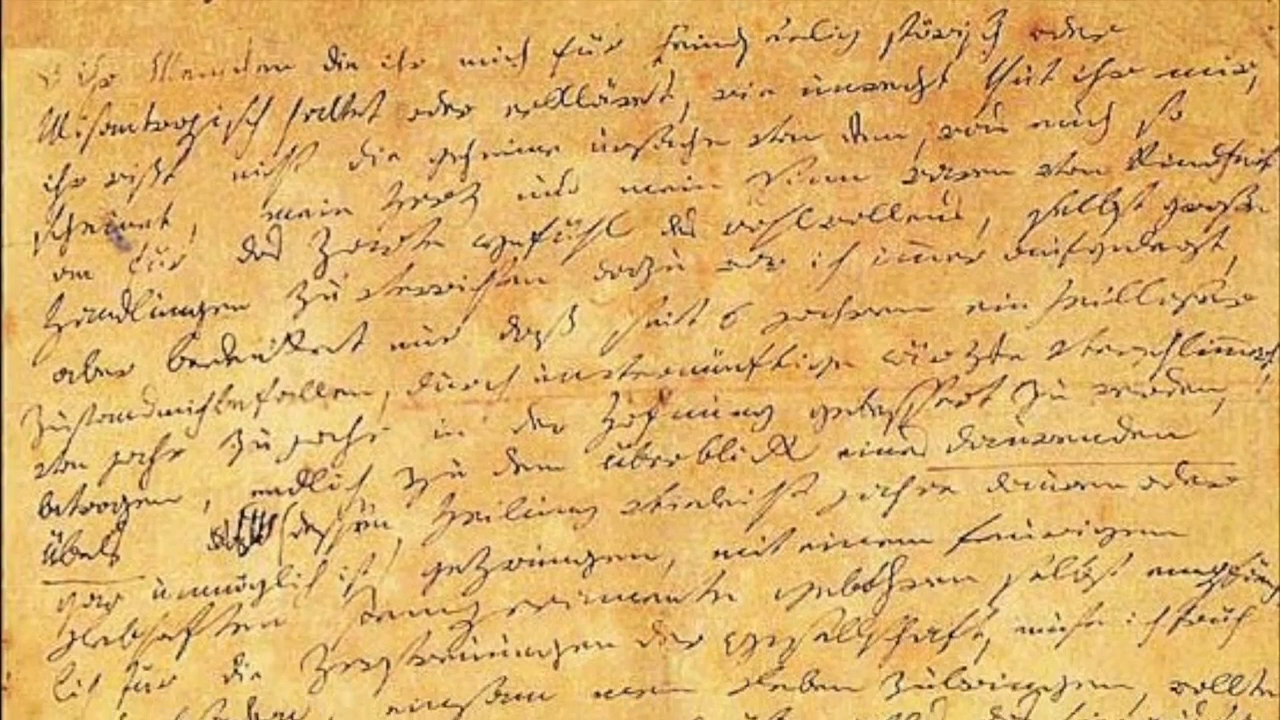 ihr Menschen die ihr mich für Feindseelig störisch oder
Misantropisch haltet oder erkläret, wie unrecht thut ihr mir,
ihr wißt nicht die geheime ursache von dem, was euch so
scheinet, mein Herz und mein Sinn waren von Kindheit
an für das Zarte gefühl des wohlwollens, selbst große
Handlungen zu verrichten dazu war ich immer aufgelegt,
aber bedenket nur daß seit 6 jahren ein heilloser
Zustand mich befallen, durch unvernünftige ärzte verschlimmert,
von jahr zu jahr in der Hofnung gebessert zu werden,
betrogen, endlich zu dem überblick eines daurenden
Übels (dessen Heilung vieleicht jahre dauern oder
gar unmöglich ist) gezwungen, mit einem feurigen
Lebhaften Temperamente gebohren selbst empfäng
lich für die Zerstreuungen der Gesellschaft, muste ich früh
einsam mein Leben zubringen, wollte